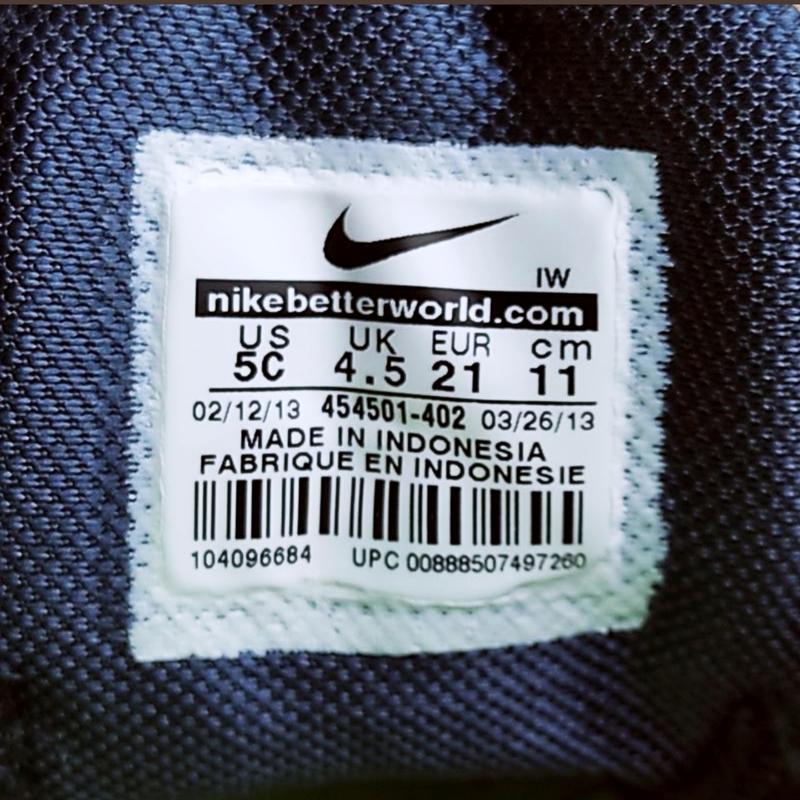 IW
nikebetterworld.com
US UK EUR cm
5C 4.5 21 11
02/12/13 454501-402 03/26/13
MADE IN INDONESIA
FABRIQUE EN INDONESIE
104096684 UPC 00888507497260